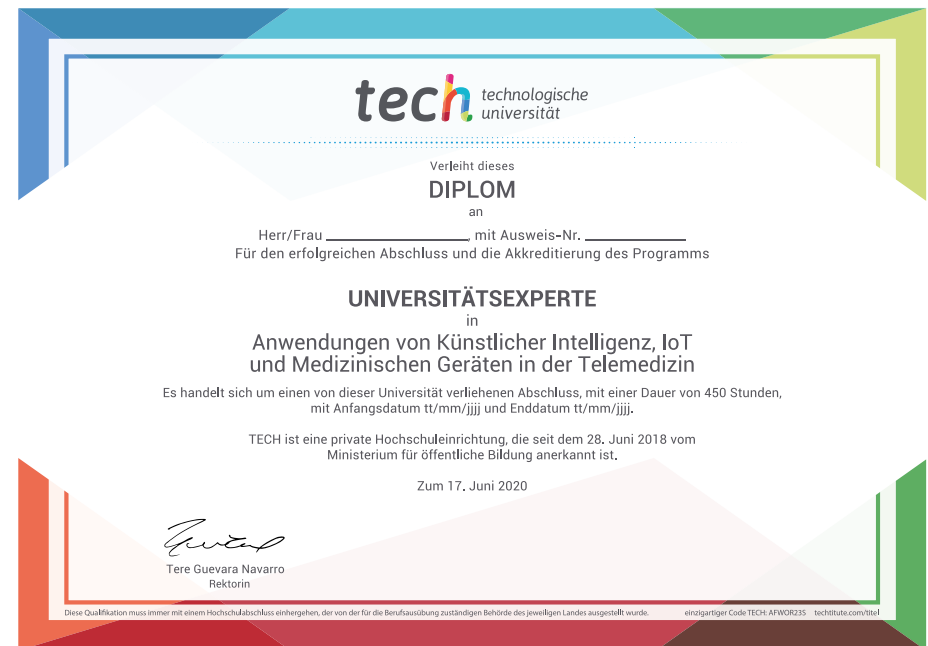 tech technologische
universität
Verleiht dieses
DIPLOM
an
Herr/Frau ____________________, mit Ausweis-Nr. ______________
Für den erfolgreichen Abschluss und die Akkreditierung des Programms
UNIVERSITÄTSEXPERTE
in
Anwendungen von Künstlicher Intelligenz, IoT
und Medizinischen Geräten in der Telemedizin
Es handelt sich um einen von dieser Universität verliehenen Abschluss, mit einer Dauer von 450 Stunden,
mit Anfangsdatum tt/mm/jjjj und Enddatum tt/mm/jjjj.
TECH ist eine private Hochschuleinrichtung, die seit dem 28. Juni 2018 vom
Ministerium für öffentliche Bildung anerkannt ist.
Zum 17. Juni 2020
Tere Guevara Navarro
Rektorin
Diese Qualifikation muss immer mit einem Hochschulabschluss einhergehen, der von der für die Berufsausübung zuständigen Behörde des jeweiligen Landes ausgestellt wurde. einzigartiger Code TECH: AFWOR23S techtitute.com/titel